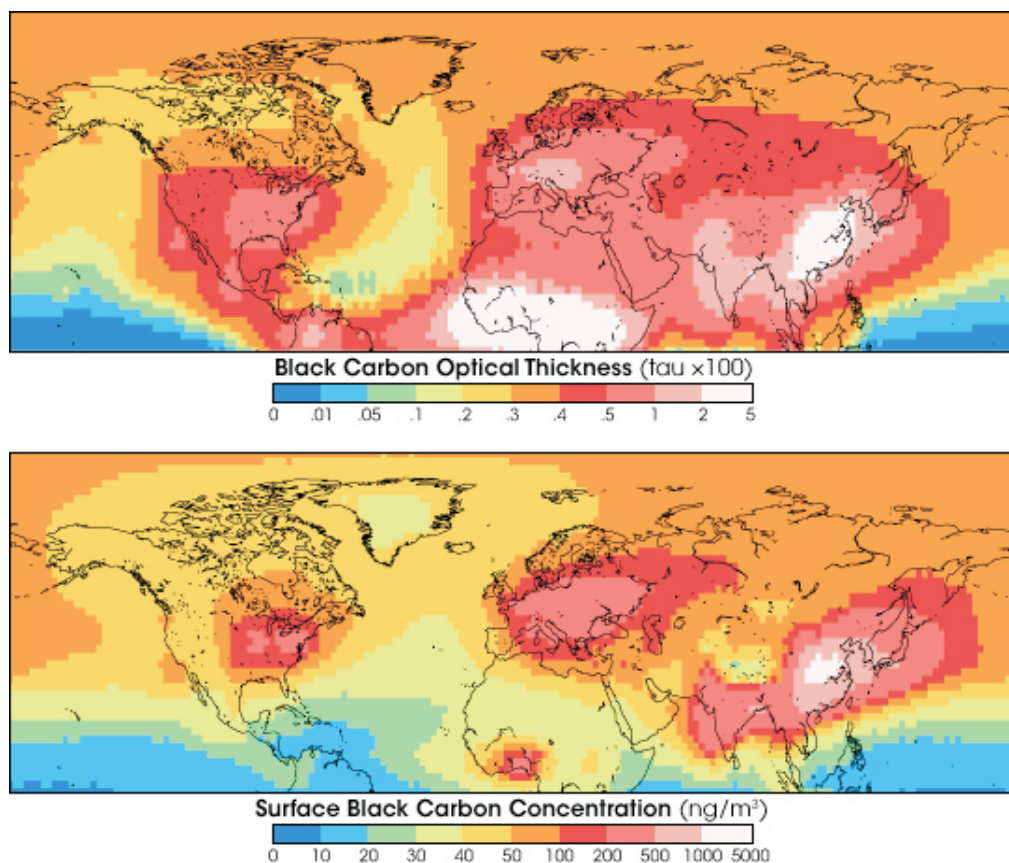 Black Carbon Optical Thickness (tau ×100)
0 .01 .05 .1 .2 .3 .4 .5 1 2 5
Surface Black Carbon Concentration (ng/m³)
0 10 20 30 40 50 100 200 500 1000 5000